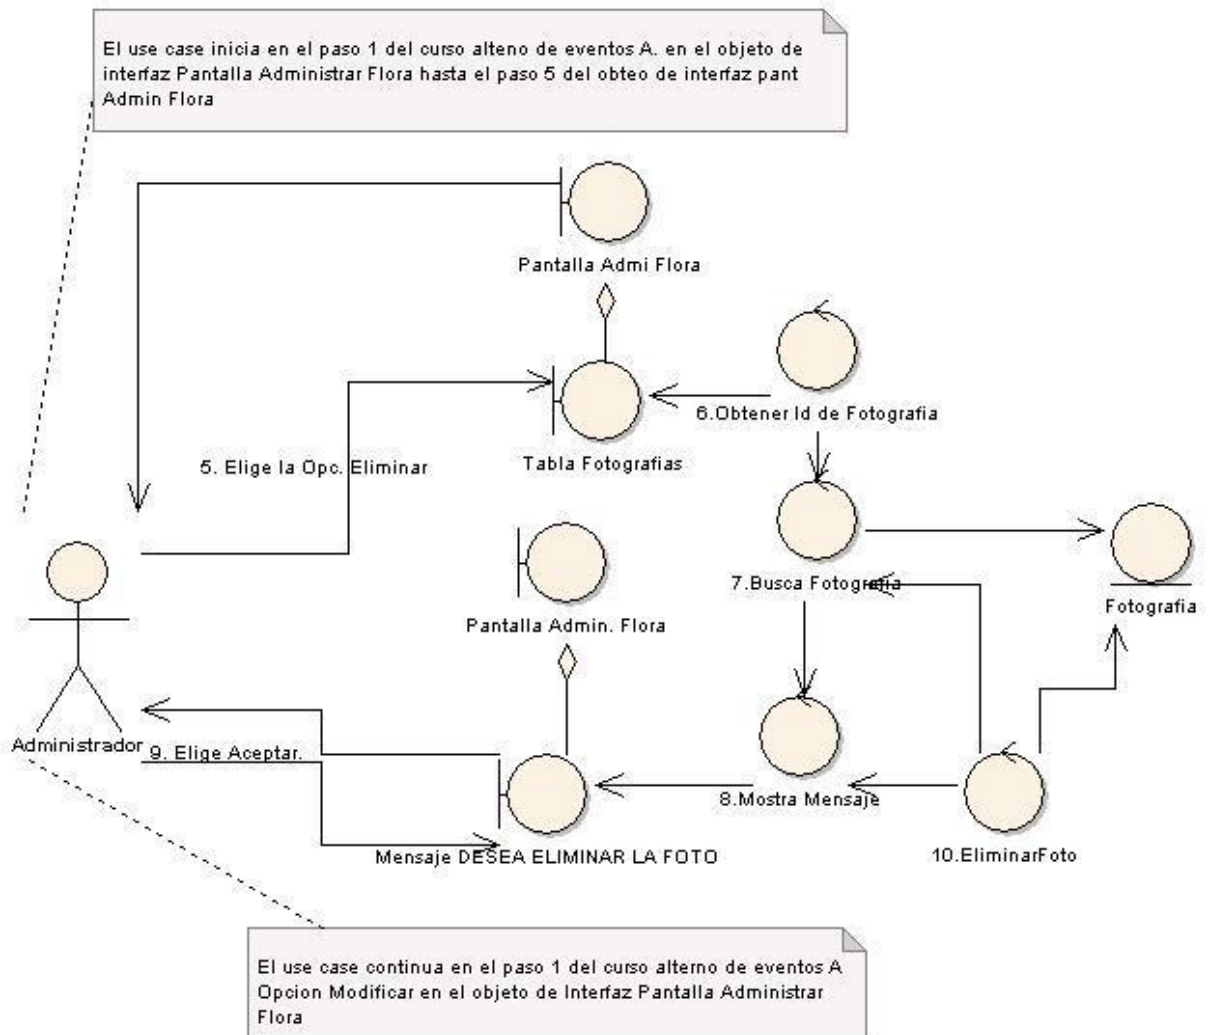 El use case inicia en el paso 1 del curso alteno de eventos A. en el objeto de
interfaz Pantalla Administrar Flora hasta el paso 5 del obteo de interfaz pant
Admin Flora
Pantalla Admi Flora
6.Obtener Id de Fotografia
5. Elige la Opc. Eliminar
Tabla Fotografias
7.Busca Fotografia
Fotografia
Pantalla Admin. Flora
Administrador
9. Elige Aceptar.
8.Mostra Mensaje
Mensaje DESEA ELIMINAR LA FOTO
10.EliminarFoto
El use case continua en el paso 1 del curso alterno de eventos A
Opcion Modificar en el objeto de Interfaz Pantalla Administrar
Flora